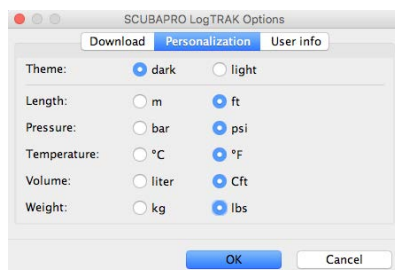 SCUBAPRO LogTRAK Options
Download Personalization User info
Theme: dark light
Length: m ft
Pressure: bar psi
Temperature: °C °F
Volume: liter Cft
Weight: kg lbs
OK Cancel